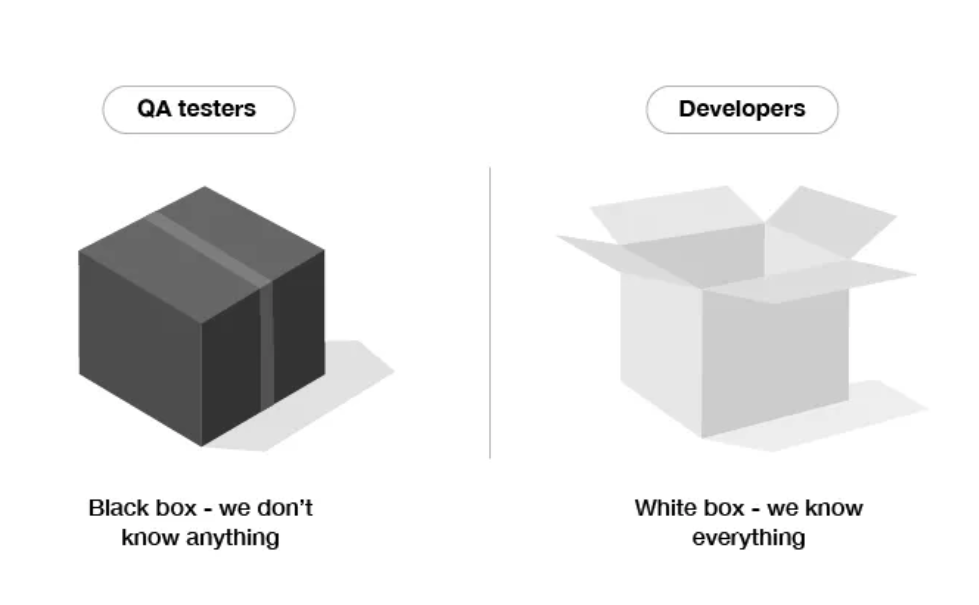 QA testers
Developers
Black box - we don’t
know anything
White box - we know
everything